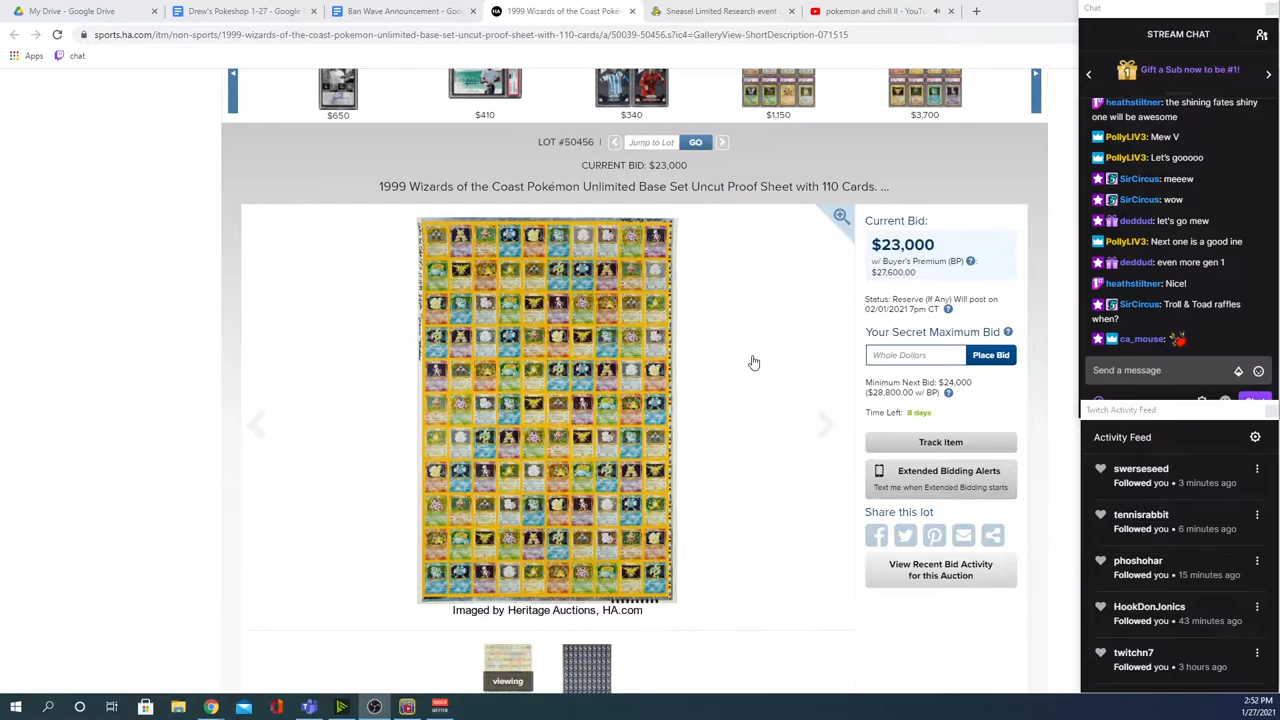 My Drive - Google Drive
Drew's Pokeshop 1-27 - Google
Ban Wave Announcement - Goog
1999 Wizards of the Coast Pokém
Sneasel Limited Research event
pokemon and chill II - YouTu
sports.ha.com/itm/non-sports/1999-wizards-of-the-coast-pokemon-unlimited-base-set-uncut-proof-sheet-with-110-cards/a/50039-50456.s?ic4=GalleryView-ShortDescription-071515
Apps
chat
$650
$410
$340
$1,150
$3,700
LOT #50456 |
Jump to Lot
GO
CURRENT BID: $23,000
1999 Wizards of the Coast Pokémon Unlimited Base Set Uncut Proof Sheet with 110 Cards. ...
Imaged by Heritage Auctions, HA.com
viewing
Current Bid:
$23,000
w/ Buyer's Premium (BP) ? :
$27,600.00
Status: Reserve (If Any) Will post on
02/01/2021 7pm CT ?
Your Secret Maximum Bid ?
Whole Dollars
Place Bid
Minimum Next Bid: $24,000
($28,800.00 w/ BP) ?
Time Left: 8 days
Track Item
Extended Bidding Alerts
Text me when Extended Bidding starts
Share this lot
View Recent Bid Activity
for this Auction
Chat
STREAM CHAT
1
Gift a Sub now to be #1!
heathstiltner: the shining fates shiny
one will be awesome
PollyLIV3: Mew V
PollyLIV3: Let's gooooo
SirCircus: meeew
SirCircus: wow
deddud: let's go mew
PollyLIV3: Next one is a good ine
deddud: even more gen 1
heathstiltner: Nice!
SirCircus: Troll & Toad raffles
when?
ca_mouse:
Send a message
Twitch Activity Feed
Activity Feed
swerseseed
Followed you • 3 minutes ago
tennisrabbit
Followed you • 6 minutes ago
phoshohar
Followed you • 15 minutes ago
HookDonJonics
Followed you • 43 minutes ago
twitchn7
Followed you • 3 hours ago
2:52 PM
1/27/2021